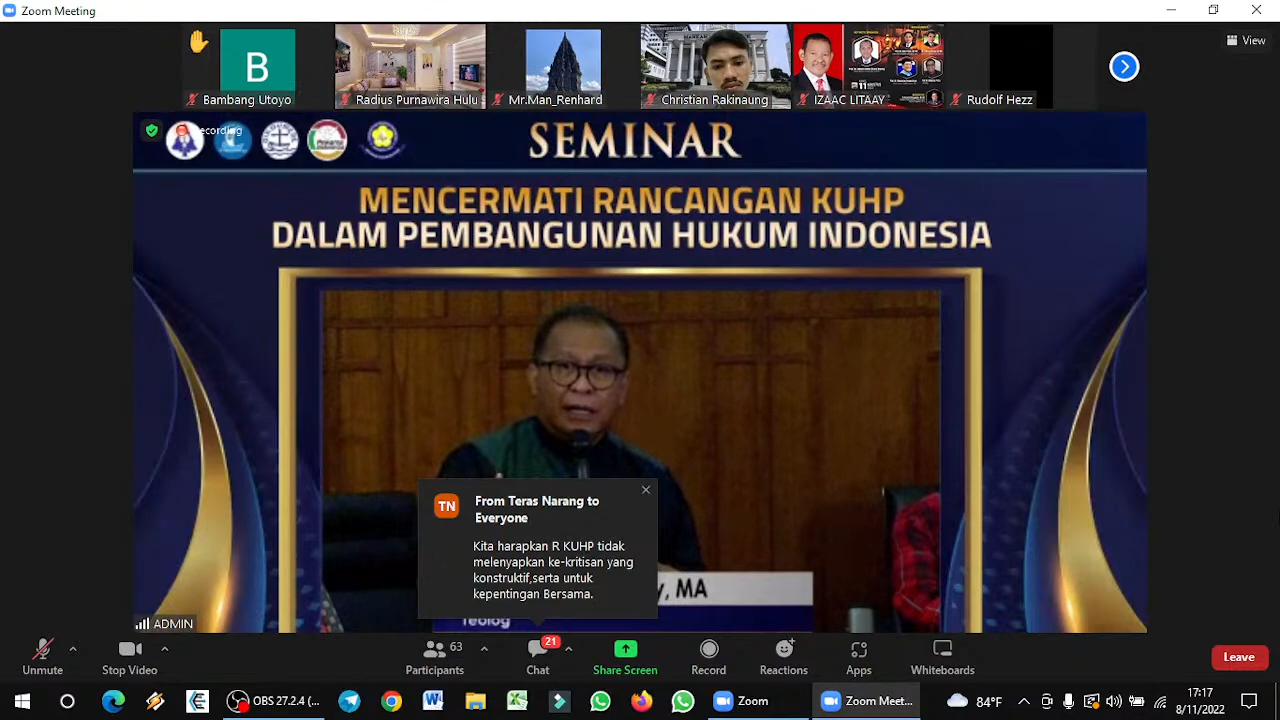 Zoom Meeting
View
B
Bambang Utoyo
Radius Purnawira Hulu
Mr.Man_Renhard
Christian Rakinaung
IZAAC LITAAY
Rudolf Hezz
Recording
SEMINAR
MENCERMATI RANCANGAN KUHP
DALAM PEMBANGUNAN HUKUM INDONESIA
TN
From Teras Narang to
Everyone
Kita harapkan R KUHP tidak
melenyapkan ke-kritisan yang
konstruktif,serta untuk
kepentingan Bersama.
MA
Teolog
ADMIN
Unmute
Stop Video
63
Participants
21
Chat
Share Screen
Record
Reactions
Apps
Whiteboards
Leave
OBS 27.2.4 (...
Zoom
Zoom Meet...
84°F
17:17
8/11/2022